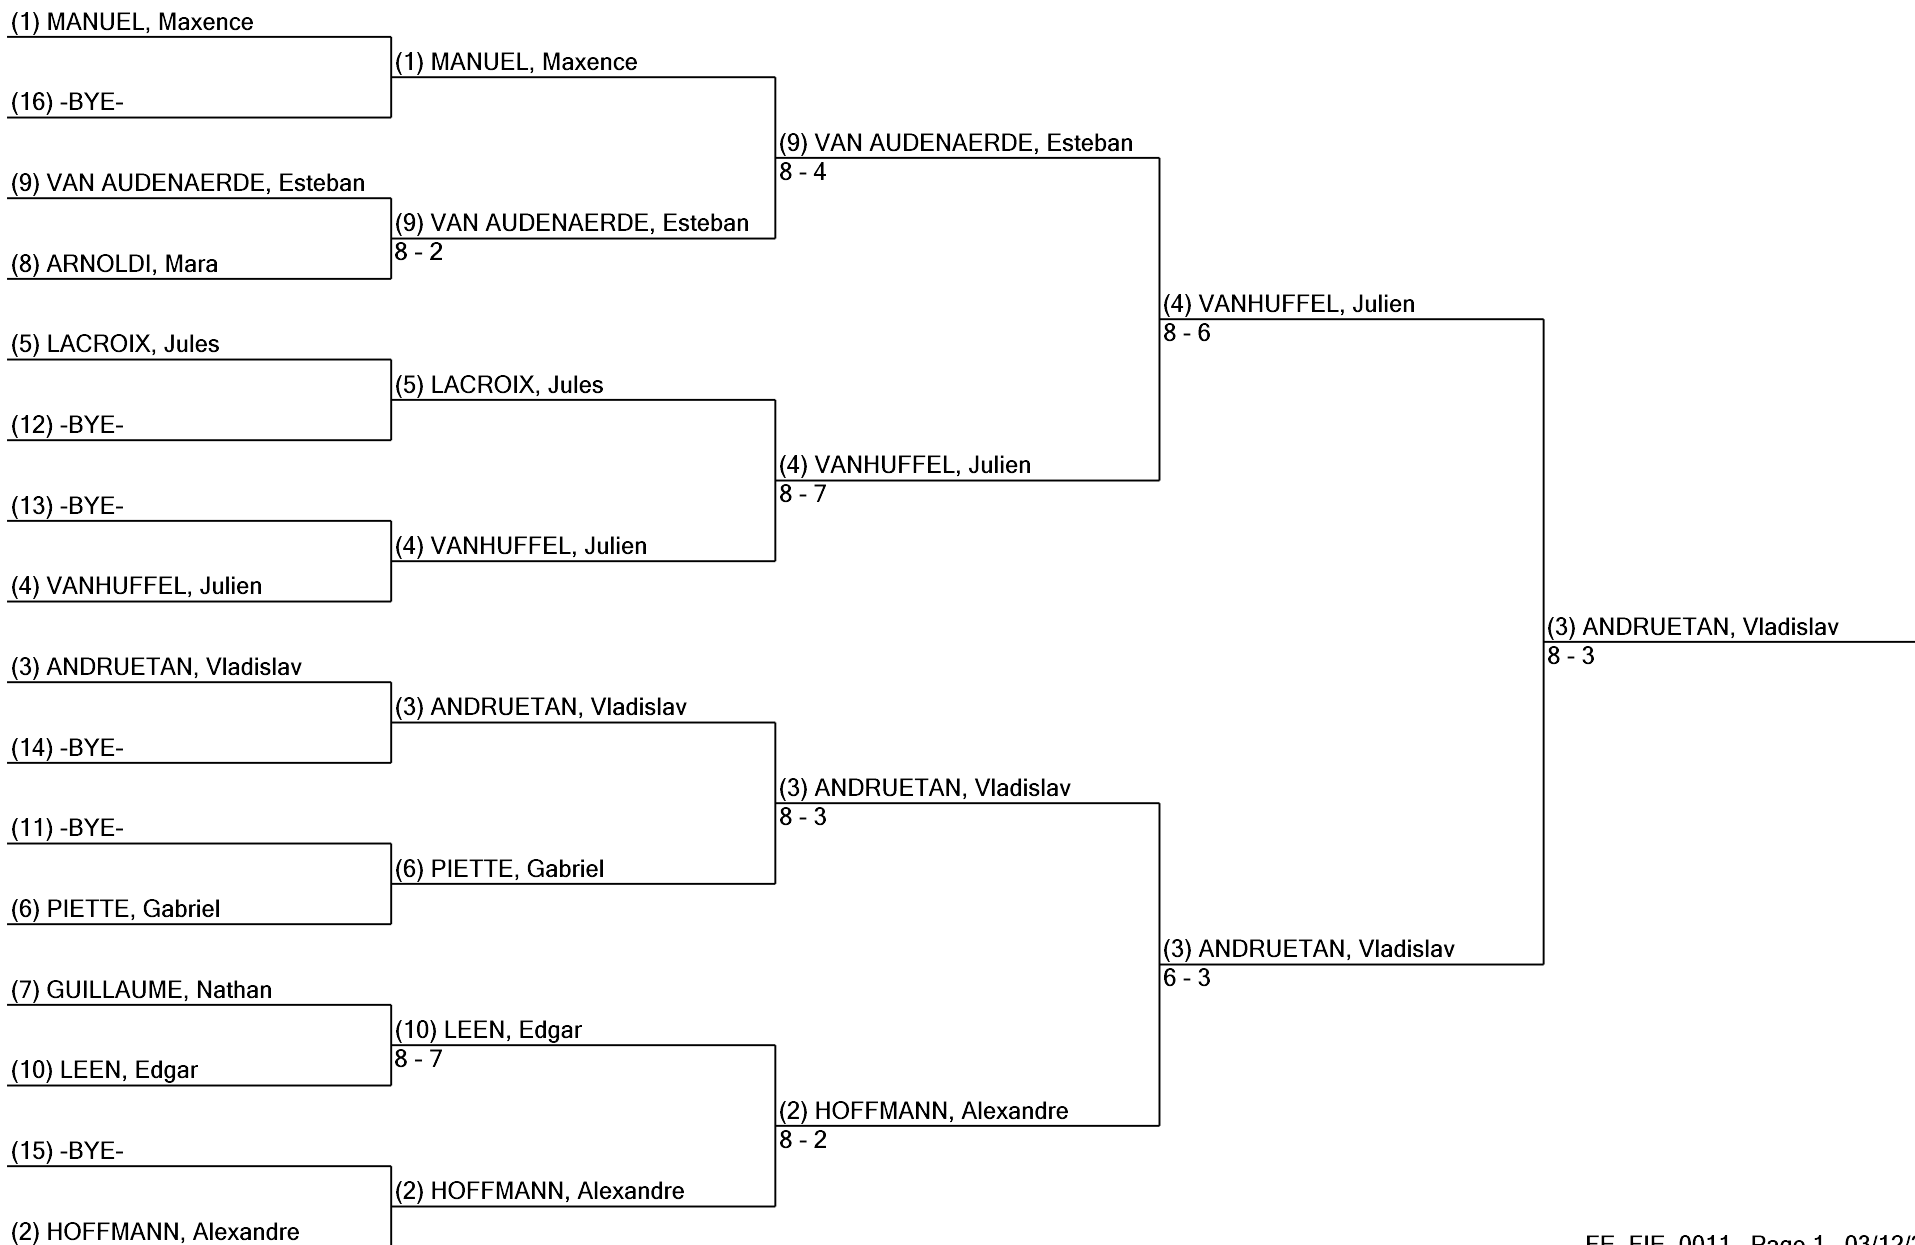 (1) MANUEL, Maxence
(1) MANUEL, Maxence
(16) -BYE-
(9) VAN AUDENAERDE, Esteban
8 - 4
(9) VAN AUDENAERDE, Esteban
(9) VAN AUDENAERDE, Esteban
8 - 2
(8) ARNOLDI, Mara
(4) VANHUFFEL, Julien
8 - 6
(5) LACROIX, Jules
(5) LACROIX, Jules
(12) -BYE-
(4) VANHUFFEL, Julien
8 - 7
(13) -BYE-
(4) VANHUFFEL, Julien
(4) VANHUFFEL, Julien
(3) ANDRUETAN, Vladislav
8 - 3
(3) ANDRUETAN, Vladislav
(3) ANDRUETAN, Vladislav
(14) -BYE-
(3) ANDRUETAN, Vladislav
8 - 3
(11) -BYE-
(6) PIETTE, Gabriel
(6) PIETTE, Gabriel
(3) ANDRUETAN, Vladislav
6 - 3
(7) GUILLAUME, Nathan
(10) LEEN, Edgar
8 - 7
(10) LEEN, Edgar
(2) HOFFMANN, Alexandre
8 - 2
(15) -BYE-
(2) HOFFMANN, Alexandre
(2) HOFFMANN, Alexandre
0011 Page 1 03/12/